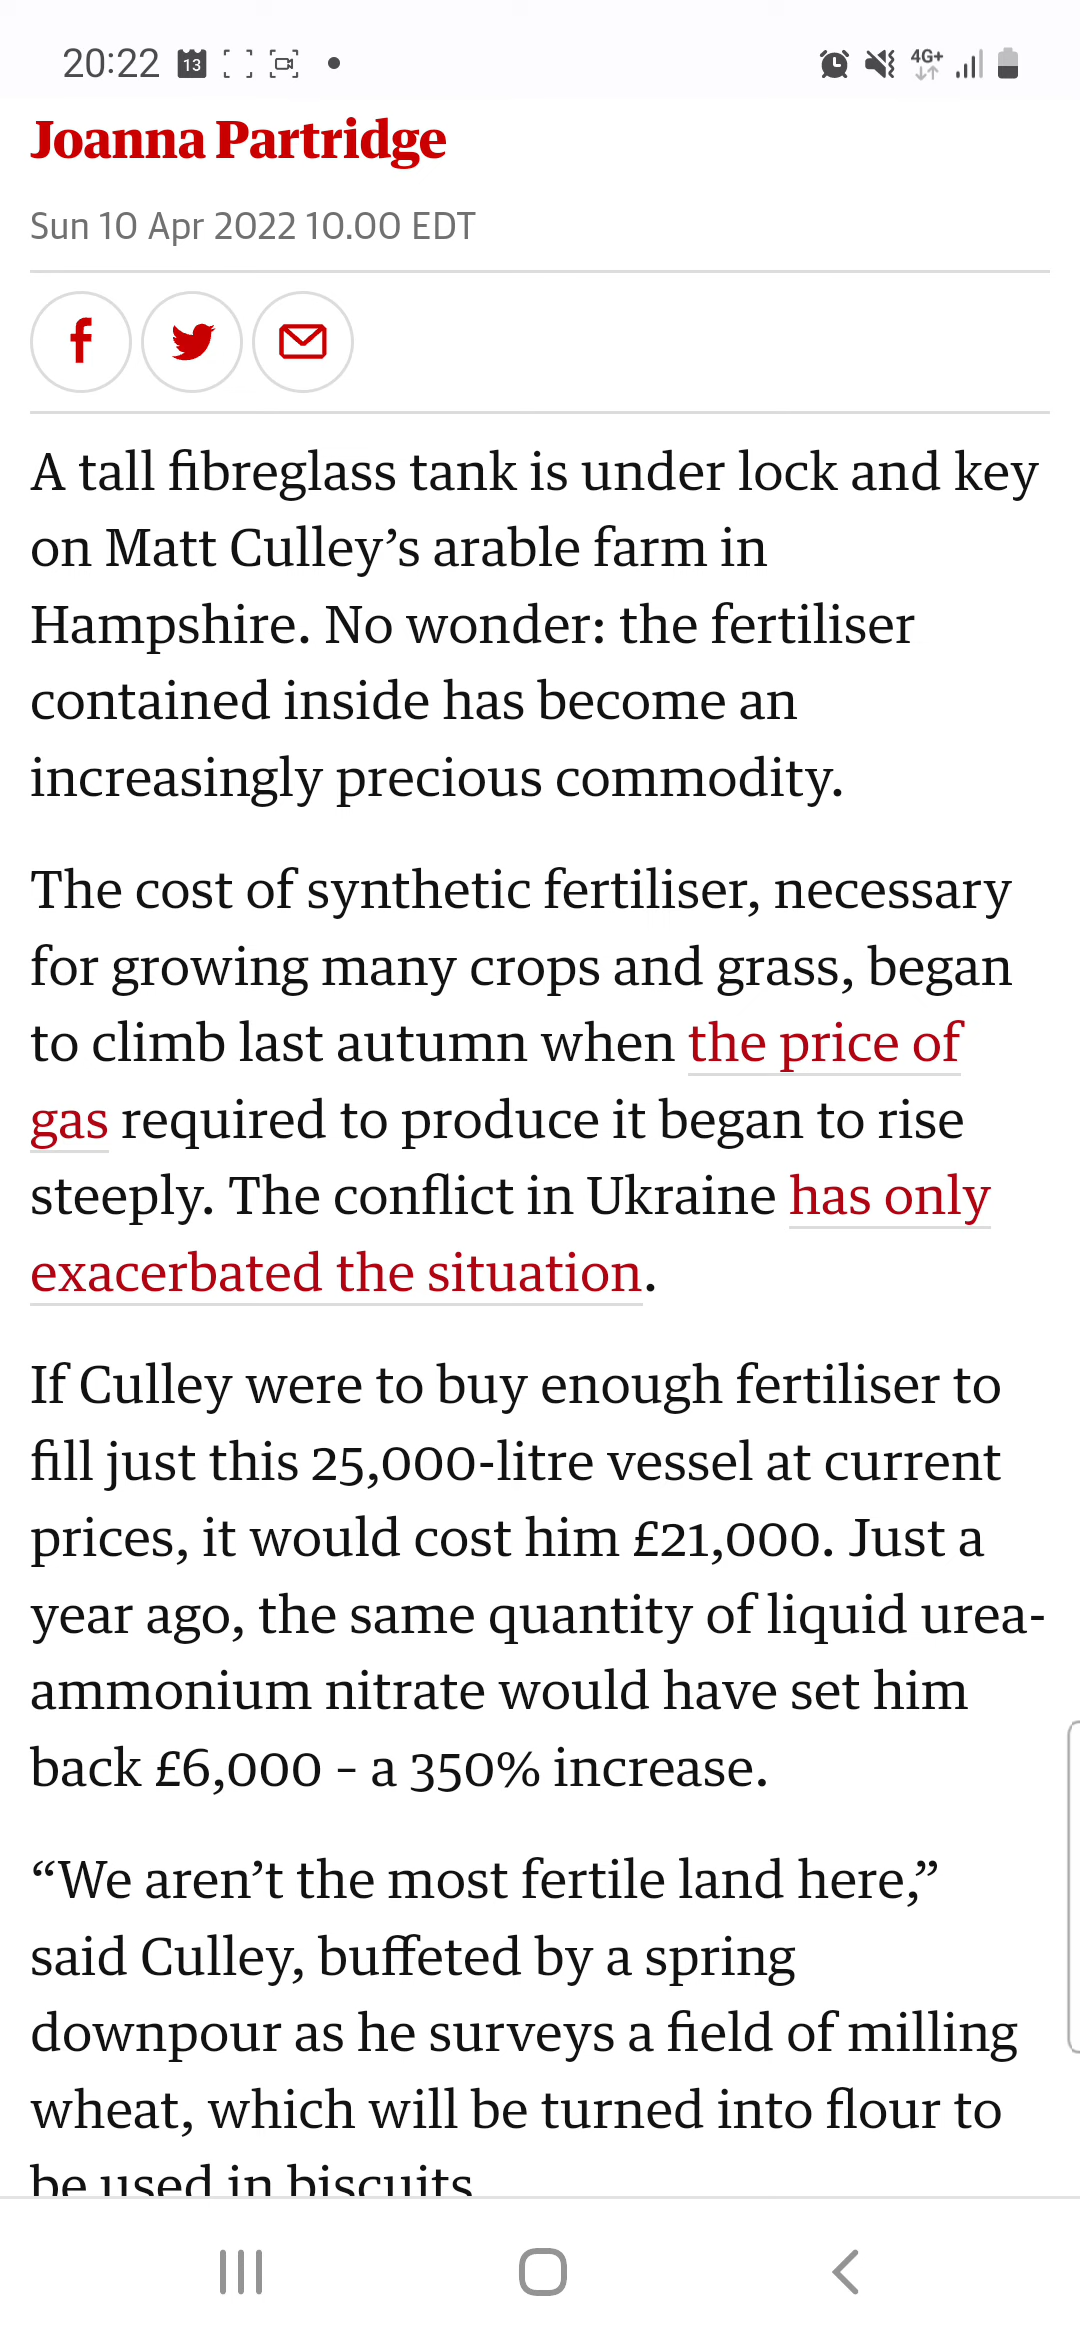 20:22 13 4G+
Joanna Partridge
Sun 10 Apr 2022 10.00 EDT
A tall fibreglass tank is under lock and key
on Matt Culley’s arable farm in
Hampshire. No wonder: the fertiliser
contained inside has become an
increasingly precious commodity.
The cost of synthetic fertiliser, necessary
for growing many crops and grass, began
to climb last autumn when the price of
gas required to produce it began to rise
steeply. The conflict in Ukraine has only
exacerbated the situation.
If Culley were to buy enough fertiliser to
fill just this 25,000-litre vessel at current
prices, it would cost him £21,000. Just a
year ago, the same quantity of liquid urea-
ammonium nitrate would have set him
back £6,000 – a 350% increase.
“We aren’t the most fertile land here,”
said Culley, buffeted by a spring
downpour as he surveys a field of milling
wheat, which will be turned into flour to
be used in biscuits